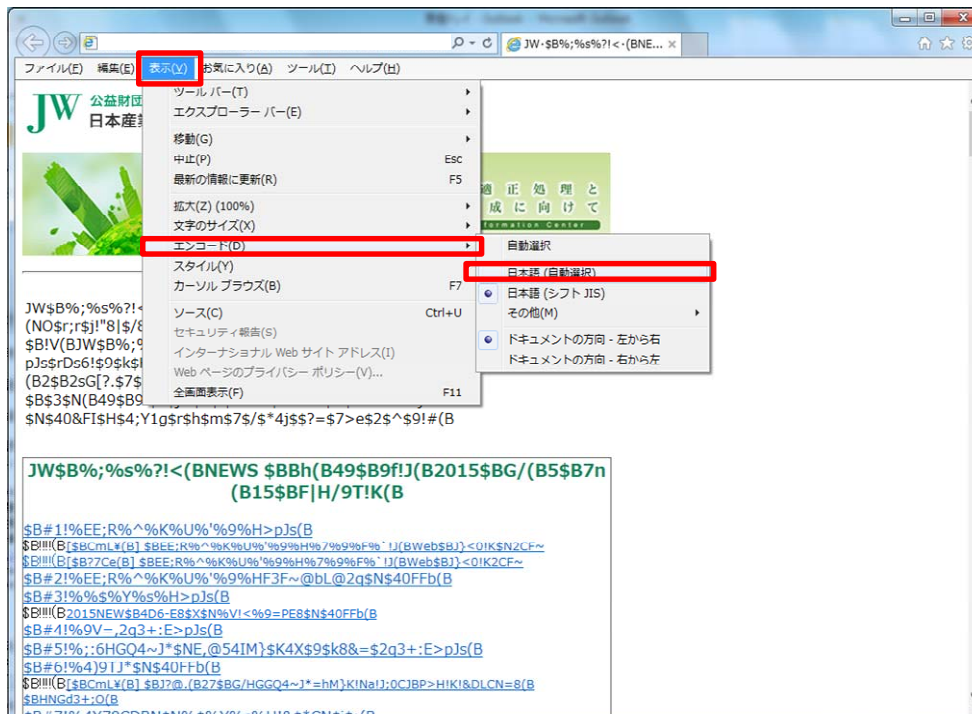 JW-$B%;%s%?!<-(BNE...
ファイル(F) 編集(E) 表示(V) お気に入り(A) ツール(T) ヘルプ(H)
JW 公益財団
日本産業
ツール バー(T)
エクスプローラー バー(E)
移動(G)
中止(P) Esc
最新の情報に更新(R) F5
拡大(Z) (100%)
文字のサイズ(X)
エンコード(D)
スタイル(Y)
カーソル ブラウズ(B) F7
ソース(C) Ctrl+U
セキュリティ報告(S)
インターナショナル Web サイト アドレス(I)
Web ページのプライバシー ポリシー(V)...
全画面表示(F) F11
適正処理と
成に向けて
formation Center
自動選択
日本語 (自動選択)
日本語 (シフト JIS)
その他(M)
ドキュメントの方向 - 左から右
ドキュメントの方向 - 右から左
JW$B%;%s%?!<
(NO$r;r$j!"8|$/8
$B!V(BJW$B%;%
pJs$rDs6!$9$k$
(B2$B2sG[?.$7$
$B$3$N(B49$B9
$N$40&FI$H$4;Y1g$r$h$m$7$/$*4j$$?=$7>e$2$^$9!#(B
JW$B%;%s%?!<(BNEWS $BBh(B49$B9f!J(B2015$BG/(B5$B7n
(B15$BF|H/9T!K(B
$B#1!%EE;R%^%K%U%'%9%H>pJs(B
$B!!!!(B[$BCmL¥(B] $BEE;R%^%K%U%'%9%H%7%9%F%`!J(BWeb$BJ}<0!K$N2CF~
$B!!!!(B[$B?7Ce(B] $BEE;R%^%K%U%'%9%H%7%9%F%`!J(BWeb$BJ}<0!K2CF~
$B#2!%EE;R%^%K%U%'%9%HF3F~@bL@2q$N$40FFb(B
$B#3!%%$%Y%s%H>pJs(B
$B!!!!(B2015NEW$B4D6-E8$X$N%V!<%9=PE8$N$40FFb(B
$B#4!%9V=,2q3+:E>pJs(B
$B#5!%;:6HGQ4~J*$NE,@54IM}$K4X$9$k8&=$2q3+:E>pJs(B
$B#6!%4)9TJ*$N$40FFb(B
$B!!!!(B[$BCmL¥(B] $BJ?@.(B27$BG/HGGQ4~J*=hM}K!Na!J;0CJBP>H!K!&DLCN=8(B
$BHNGd3+;O(B